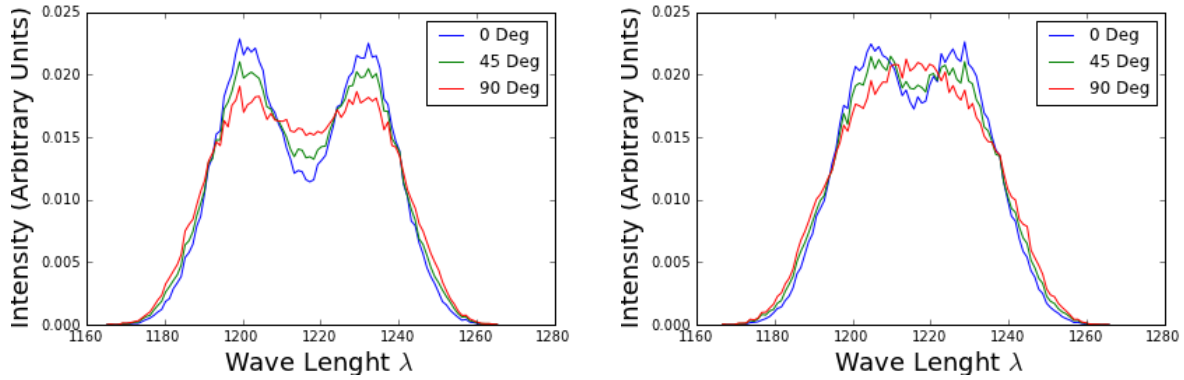 0.025
0.020
0.015
0.010
0.005
0.000
1160 1180 1200 1220 1240 1260 1280
Intensity (Arbitrary Units)
Wave Lenght λ
0 Deg
45 Deg
90 Deg
0.025
0.020
0.015
0.010
0.005
0.000
1160 1180 1200 1220 1240 1260 1280
Intensity (Arbitrary Units)
Wave Lenght λ
0 Deg
45 Deg
90 Deg